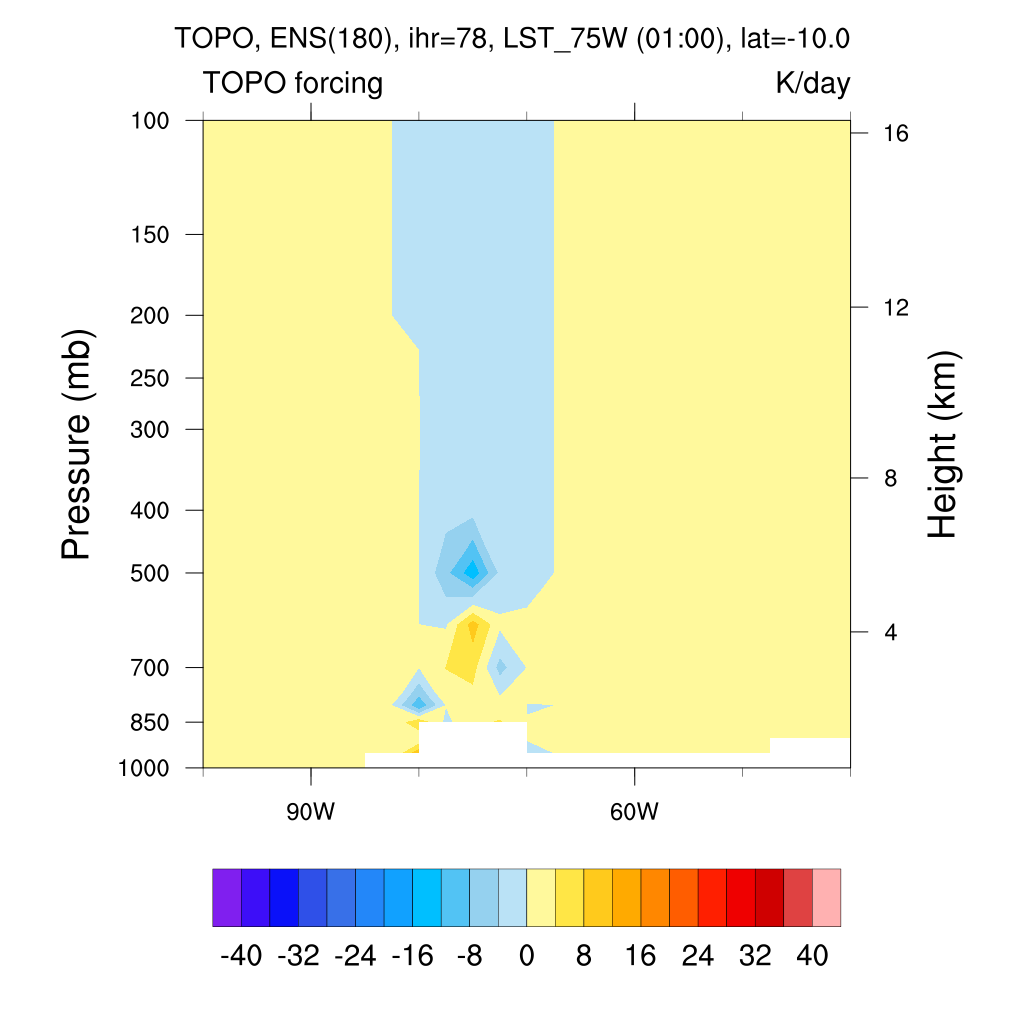 TOPO, ENS(180), ihr=78, LST_75W (01:00), lat=-10.0
TOPO forcing K/day
100
150
200
250
300
400
500
700
850
1000
Pressure (mb)
16
12
8
4
Height (km)
90W 60W
-40 -32 -24 -16 -8 0 8 16 24 32 40